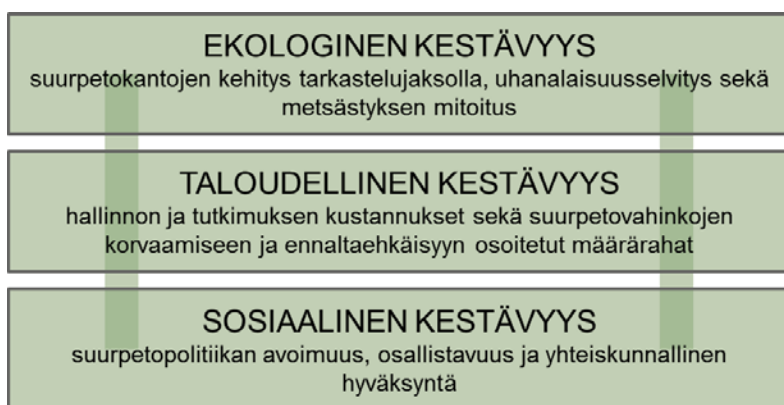 EKOLOGINEN KESTÄVYYS
suurpetokantojen kehitys tarkastelujaksolla, uhanalaisuusselvitys sekä
metsästyksen mitoitus
TALOUDELLINEN KESTÄVYYS
hallinnon ja tutkimuksen kustannukset sekä suurpetovahinkojen
korvaamiseen ja ennaltaehkäisyyn osoitetut määrärahat
SOSIAALINEN KESTÄVYYS
suurpetopolitiikan avoimuus, osallistavuus ja yhteiskunnallinen
hyväksyntä